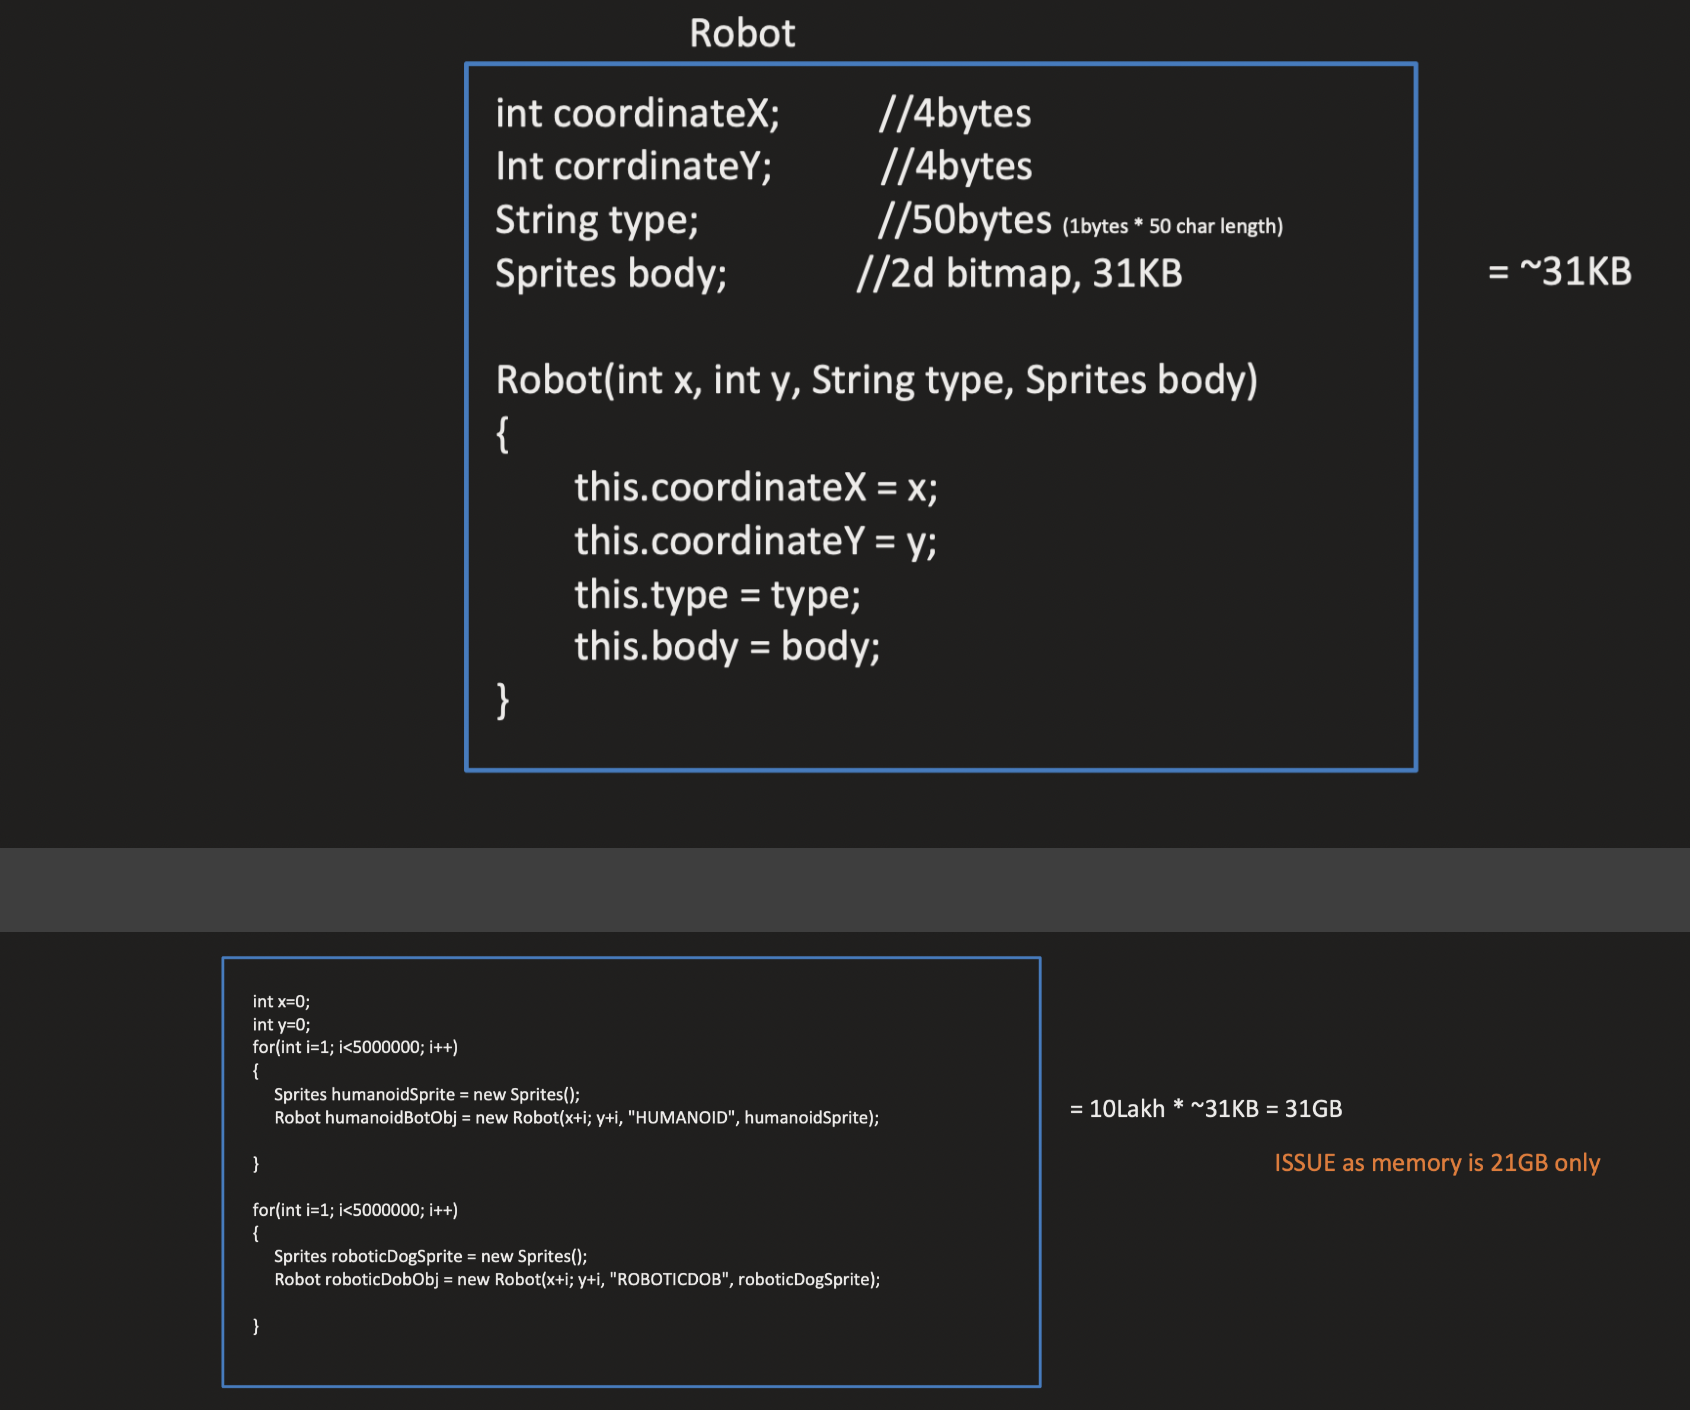 Robot
int coordinateX; //4bytes
Int corrdinateY; //4bytes
String type; //50bytes (1bytes * 50 char length)
Sprites body; //2d bitmap, 31KB
= ~31KB
Robot(int x, int y, String type, Sprites body)
{
this.coordinateX = x;
this.coordinateY = y;
this.type = type;
this.body = body;
}
int x=0;
int y=0;
for(int i=1; i<5000000; i++)
{
Sprites humanoidSprite = new Sprites();
Robot humanoidBotObj = new Robot(x+i; y+i, "HUMANOID", humanoidSprite);
}
for(int i=1; i<5000000; i++)
{
Sprites roboticDogSprite = new Sprites();
Robot roboticDobObj = new Robot(x+i; y+i, "ROBOTICDOB", roboticDogSprite);
}
= 10Lakh * ~31KB = 31GB
ISSUE as memory is 21GB only